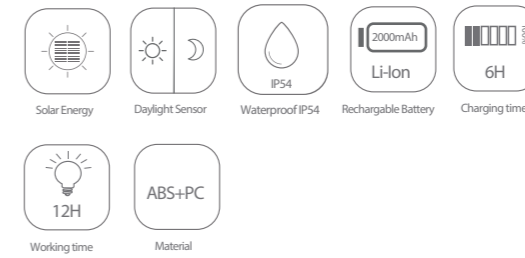 2000mAh
IP54
Li-Ion
6H
Solar Energy
Daylight Sensor
Waterproof IP54
Rechargable Battery
Charging time
12H
ABS+PC
Working time
Material